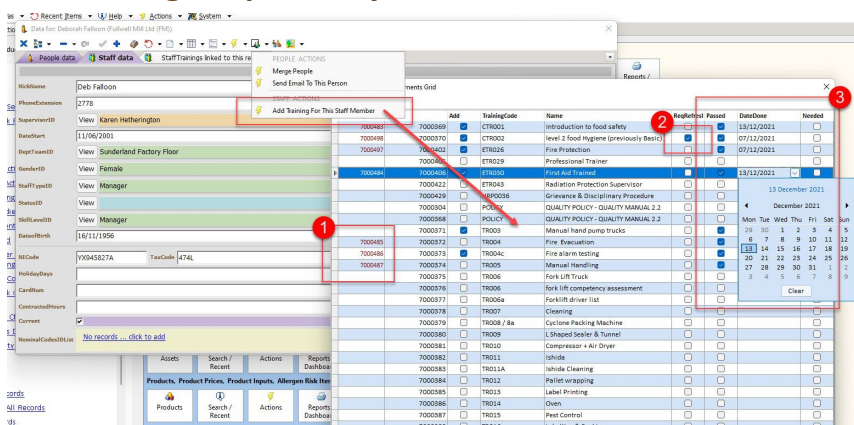 Recent Items Help Actions System
Data for: Deborah Falloon (Fullwell Mill Ltd (FM))
People data Staff data StaffTrainings linked to this re
NickName Deb Falloon
PhoneExtension 2778
SupervisorID View Karen Hetherington
DateStart 11/06/2001
DeptTeamID View Sunderland Factory Floor
GenderID View Female
StaffTypeID View Manager
StatusID View
SkillLevelID View Manager
DateofBirth 16/11/1956
NICode YX945827A TaxCode 474L
HolidayDays
CardNum
ContractedHours
Current
NominalCodesIDList No records ... click to add
PEOPLE ACTIONS
Merge People
Send Email To This Person
STAFF ACTIONS
Add Training For This Staff Member
Reports /
ments Grid
Add TrainingCode Name ReqRefresh Passed DateDone Needed
7000483 7000369 CTR001 introduction to food safety 13/12/2021
7000498 7000370 CTR002 level 2 food Hygiene (previously Basic) 07/12/2021
7000497 7000402 ETR026 Fire Protection 07/12/2021
7000405 ETR029 Professional Trainer
7000484 7000406 ETR030 First Aid Trained 13/12/2021
7000422 ETR043 Radiation Protection Supervisor
7000429 HRP0036 Grievance & Disciplinary Procedure
7000304 POLICY QUALITY POLICY - QUALITY MANUAL 2.2
7000368 POLICY QUALITY POLICY - QUALITY MANUAL 2.2
7000371 TR003 Manual hand pump trucks
7000485 7000372 TR004 Fire Evacuation
7000486 7000373 TR004c Fire alarm testing
7000487 7000374 TR005 Manual Handling
7000375 TR006 Fork Lift Truck
7000376 TR006 fork lift competency assessment
7000377 TR006a Forklift driver list
7000378 TR007 Cleaning
7000379 TR008 / 8a Cyclone Packing Machine
7000380 TR009 L Shaped Sealer & Tunnel
7000381 TR010 Compressor + Air Dryer
7000382 TR011 Ishida
7000383 TR011A Ishida Cleaning
7000384 TR012 Pallet wrapping
7000385 TR013 Label Printing
7000386 TR014 Oven
7000387 TR015 Pest Control
1
2
3
13 December 2021
December 2021
Mon Tue Wed Thu Fri Sat Sun
29 30 1 2 3 4 5
6 7 8 9 10 11 12
13 14 15 16 17 18 19
20 21 22 23 24 25 26
27 28 29 30 31 1 2
3 4 5 6 7 8 9
Clear
Assets Search / Recent Actions Reports
Products, Product Prices, Product Inputs, Allergen Risk Item
Products Search / Recent Actions Reports
All Records